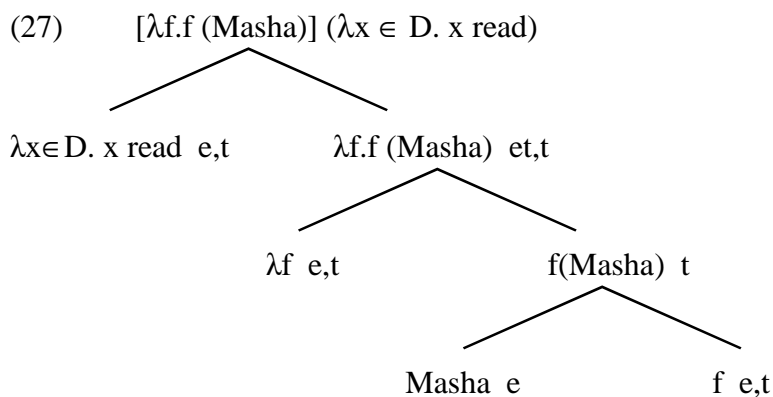 (27) [λf.f (Masha)] (λx ∈ D. x read)
λx∈D. x read e,t λf.f (Masha) et,t
λf e,t f(Masha) t
Masha e f e,t